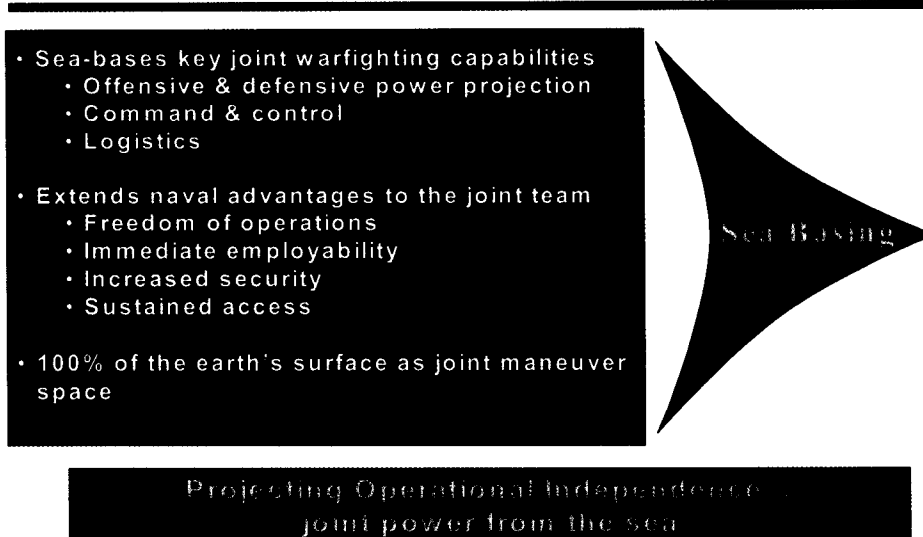 • Sea-bases key joint warfighting capabilities
• Offensive & defensive power projection
• Command & control
• Logistics
• Extends naval advantages to the joint team
• Freedom of operations
• Immediate employability
• Increased security
• Sustained access
• 100% of the earth's surface as joint maneuver
space
Sea Basing
Projecting Operational Independence
joint power from the sea